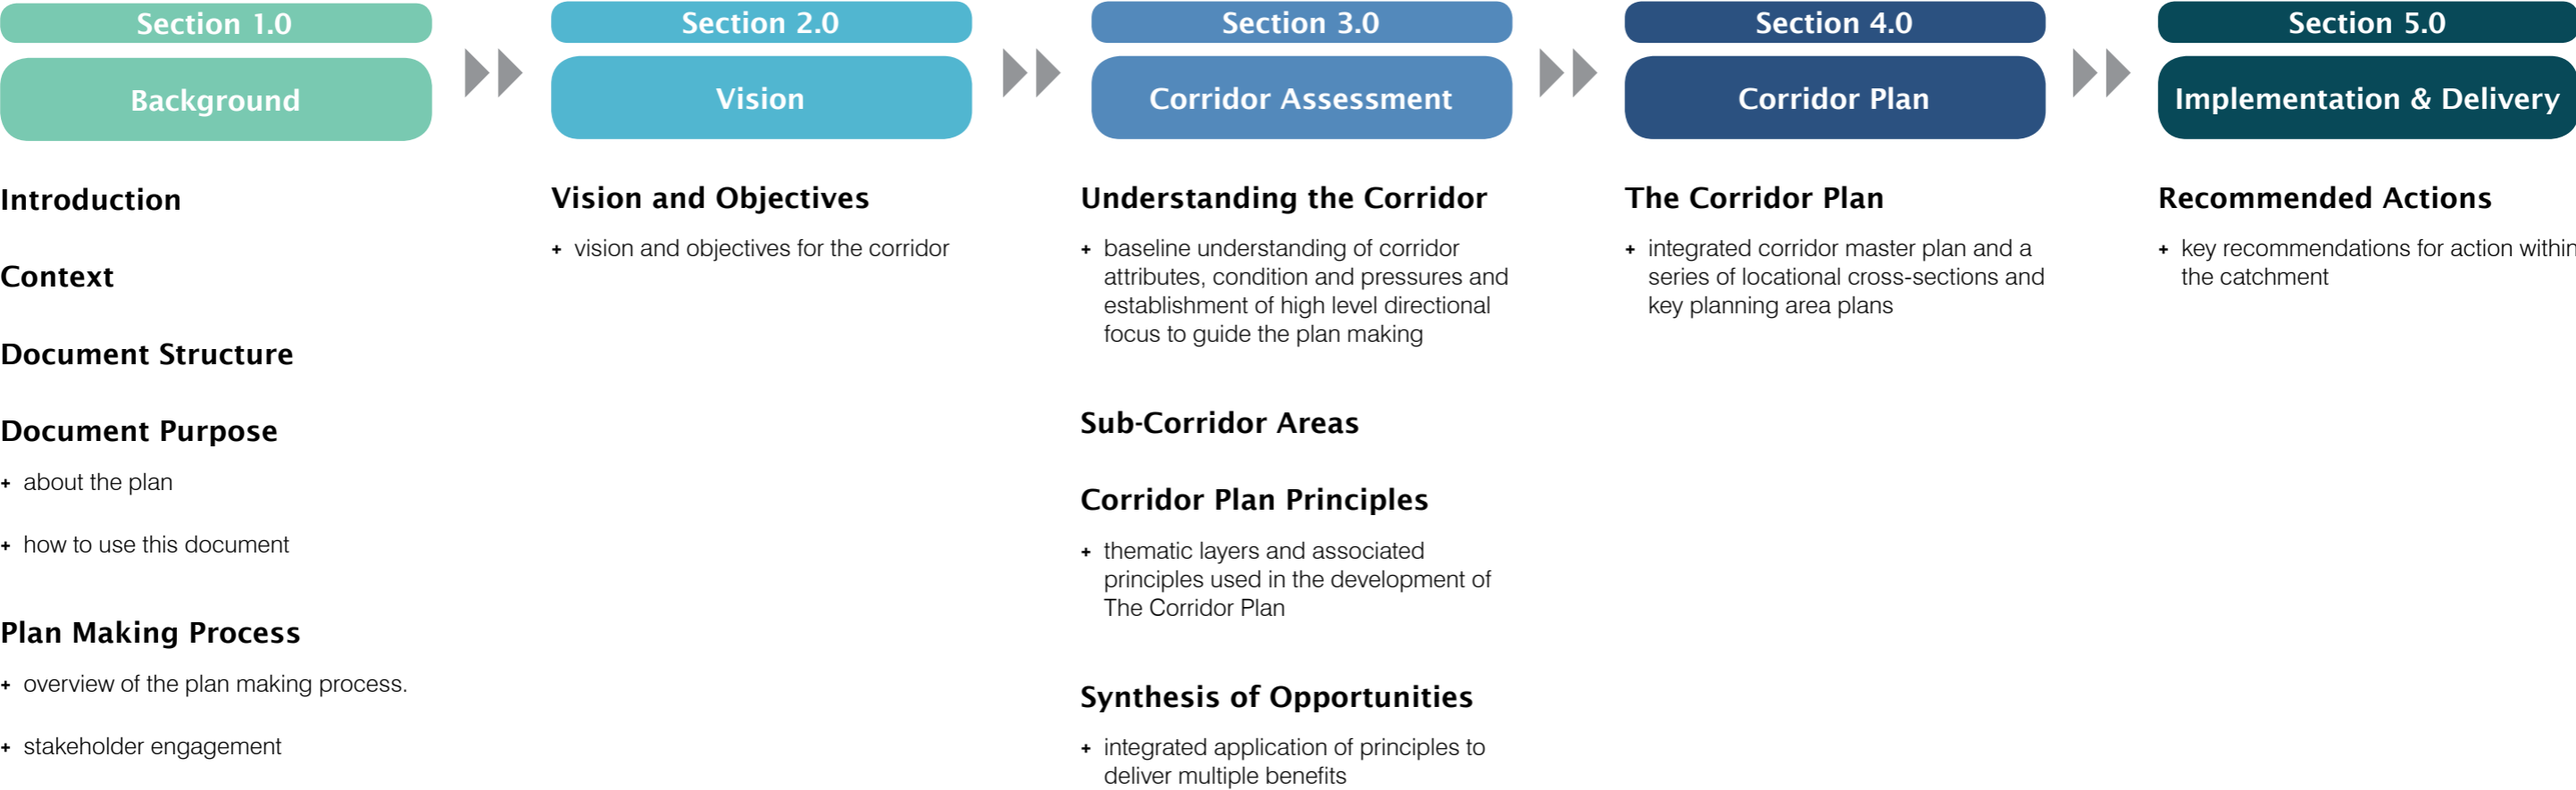 Section 1.0
Background
Introduction
Context
Document Structure
Document Purpose
+ about the plan
+ how to use this document
Plan Making Process
+ overview of the plan making process.
+ stakeholder engagement
Section 2.0
Vision
Vision and Objectives
+ vision and objectives for the corridor
Section 3.0
Corridor Assessment
Understanding the Corridor
+ baseline understanding of corridor
attributes, condition and pressures and
establishment of high level directional
focus to guide the plan making
Sub-Corridor Areas
Corridor Plan Principles
+ thematic layers and associated
principles used in the development of
The Corridor Plan
Synthesis of Opportunities
+ integrated application of principles to
deliver multiple benefits
Section 4.0
Corridor Plan
The Corridor Plan
+ integrated corridor master plan and a
series of locational cross-sections and
key planning area plans
Section 5.0
Implementation & Delivery
Recommended Actions
+ key recommendations for action within
the catchment